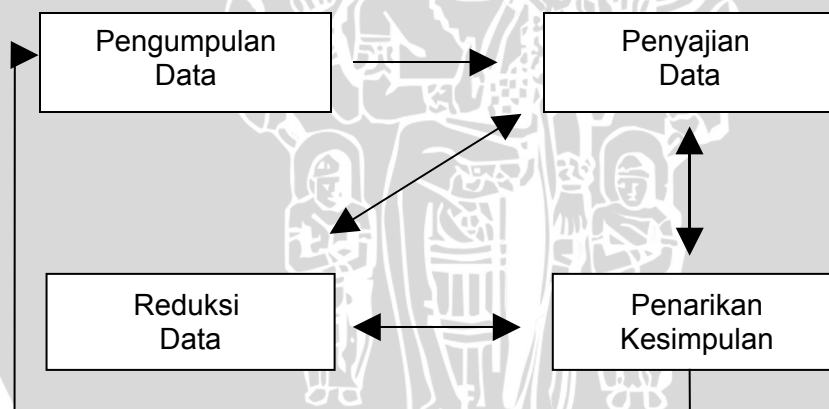 Pengumpulan
Data
Penyajian
Data
Reduksi
Data
Penarikan
Kesimpulan